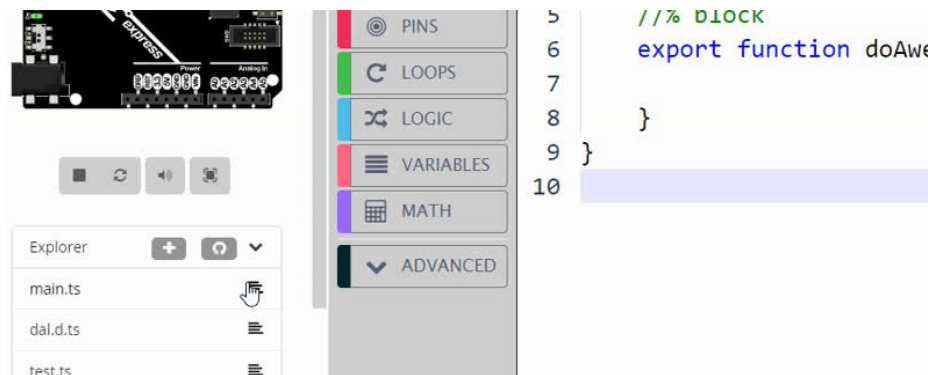 express
Power
Analog In
Explorer
main.ts
dal.d.ts
test.ts
PINS
LOOPS
LOGIC
VARIABLES
MATH
ADVANCED
5 //% block
6 export function doAwe
7
8 }
9 }
10